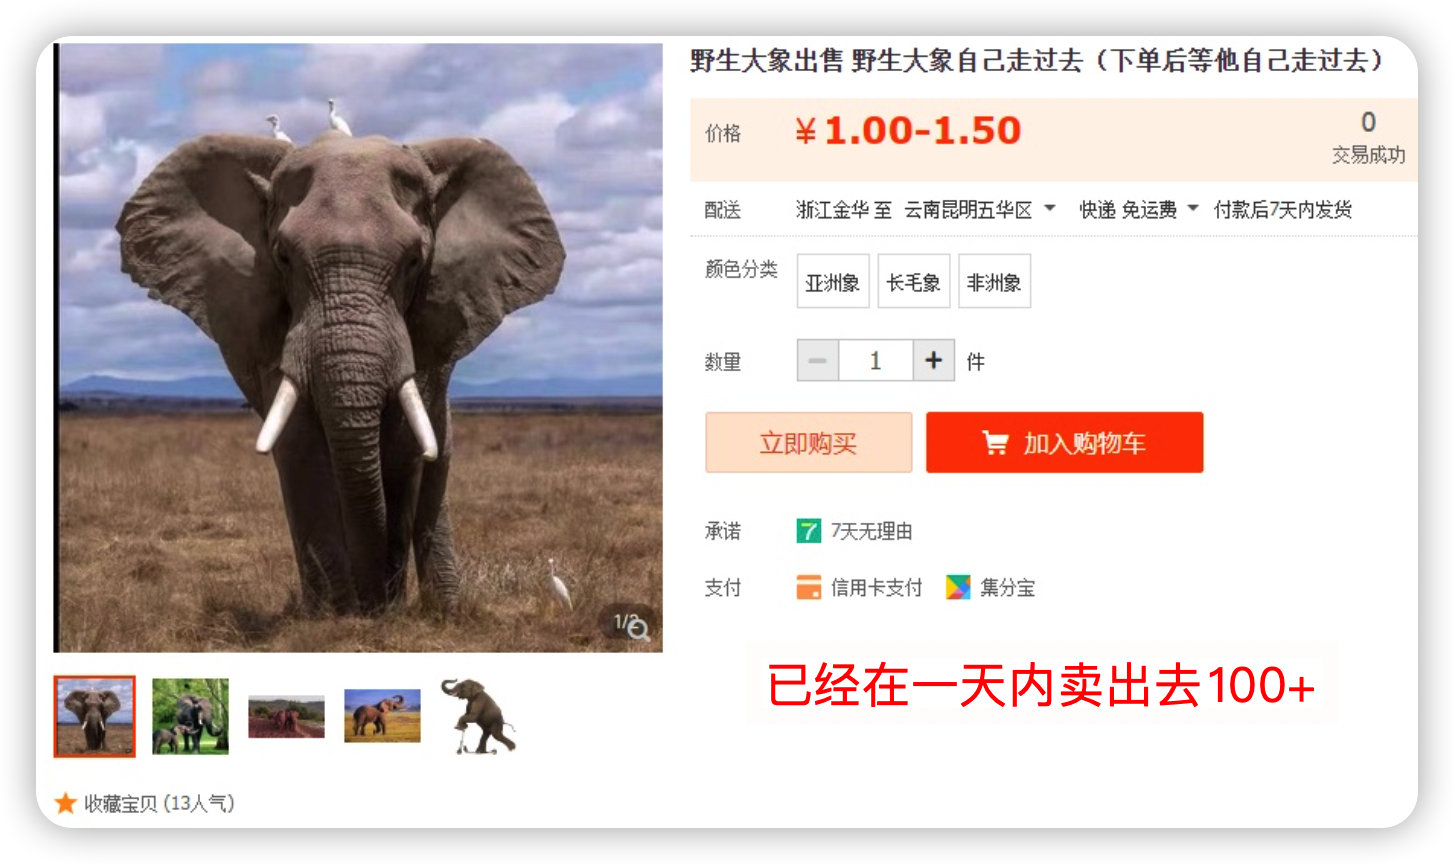 野生大象出售 野生大象自己走过去（下单后等他自己走过去）
价格 ¥1.00-1.50 0
交易成功
配送 浙江金华 至 云南昆明五华区 快递 免运费 付款后7天内发货
颜色分类 亚洲象 长毛象 非洲象
数量 1 件
立即购买 加入购物车
承诺 7 7天无理由
1/2
支付 信用卡支付 集分宝
已经在一天内卖出去100+
收藏宝贝 (13人气)